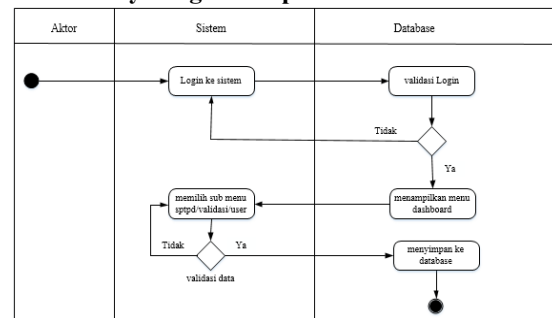 Aktor
Sistem
Database
Login ke sistem
validasi Login
Tidak
Ya
memilih sub menu
sptpd/validasi/user
menampilkan menu
dashboard
Tidak
Ya
menyimpan ke
database
validasi data